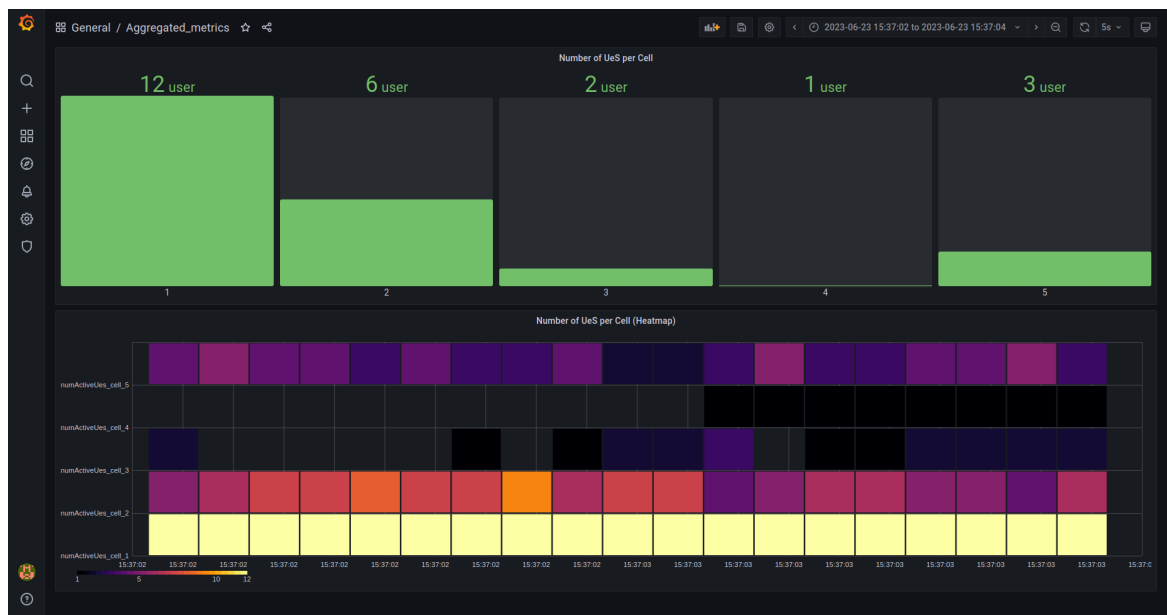 General / Aggregated_metrics
2023-06-23 15:37:02 to 2023-06-23 15:37:04
5s
Number of UeS per Cell
12 user 6 user 2 user 1 user 3 user
1 2 3 4 5
Number of UeS per Cell (Heatmap)
numActiveUes_cell_5
numActiveUes_cell_4
numActiveUes_cell_3
numActiveUes_cell_2
numActiveUes_cell_1
15:37:02 15:37:02 15:37:02 15:37:02 15:37:02 15:37:02 15:37:02 15:37:02 15:37:02 15:37:02 15:37:02 15:37:03 15:37:03 15:37:03 15:37:03 15:37:03 15:37:03 15:37:03 15:37:03 15:37:03 15:37:0
1 5 10 12